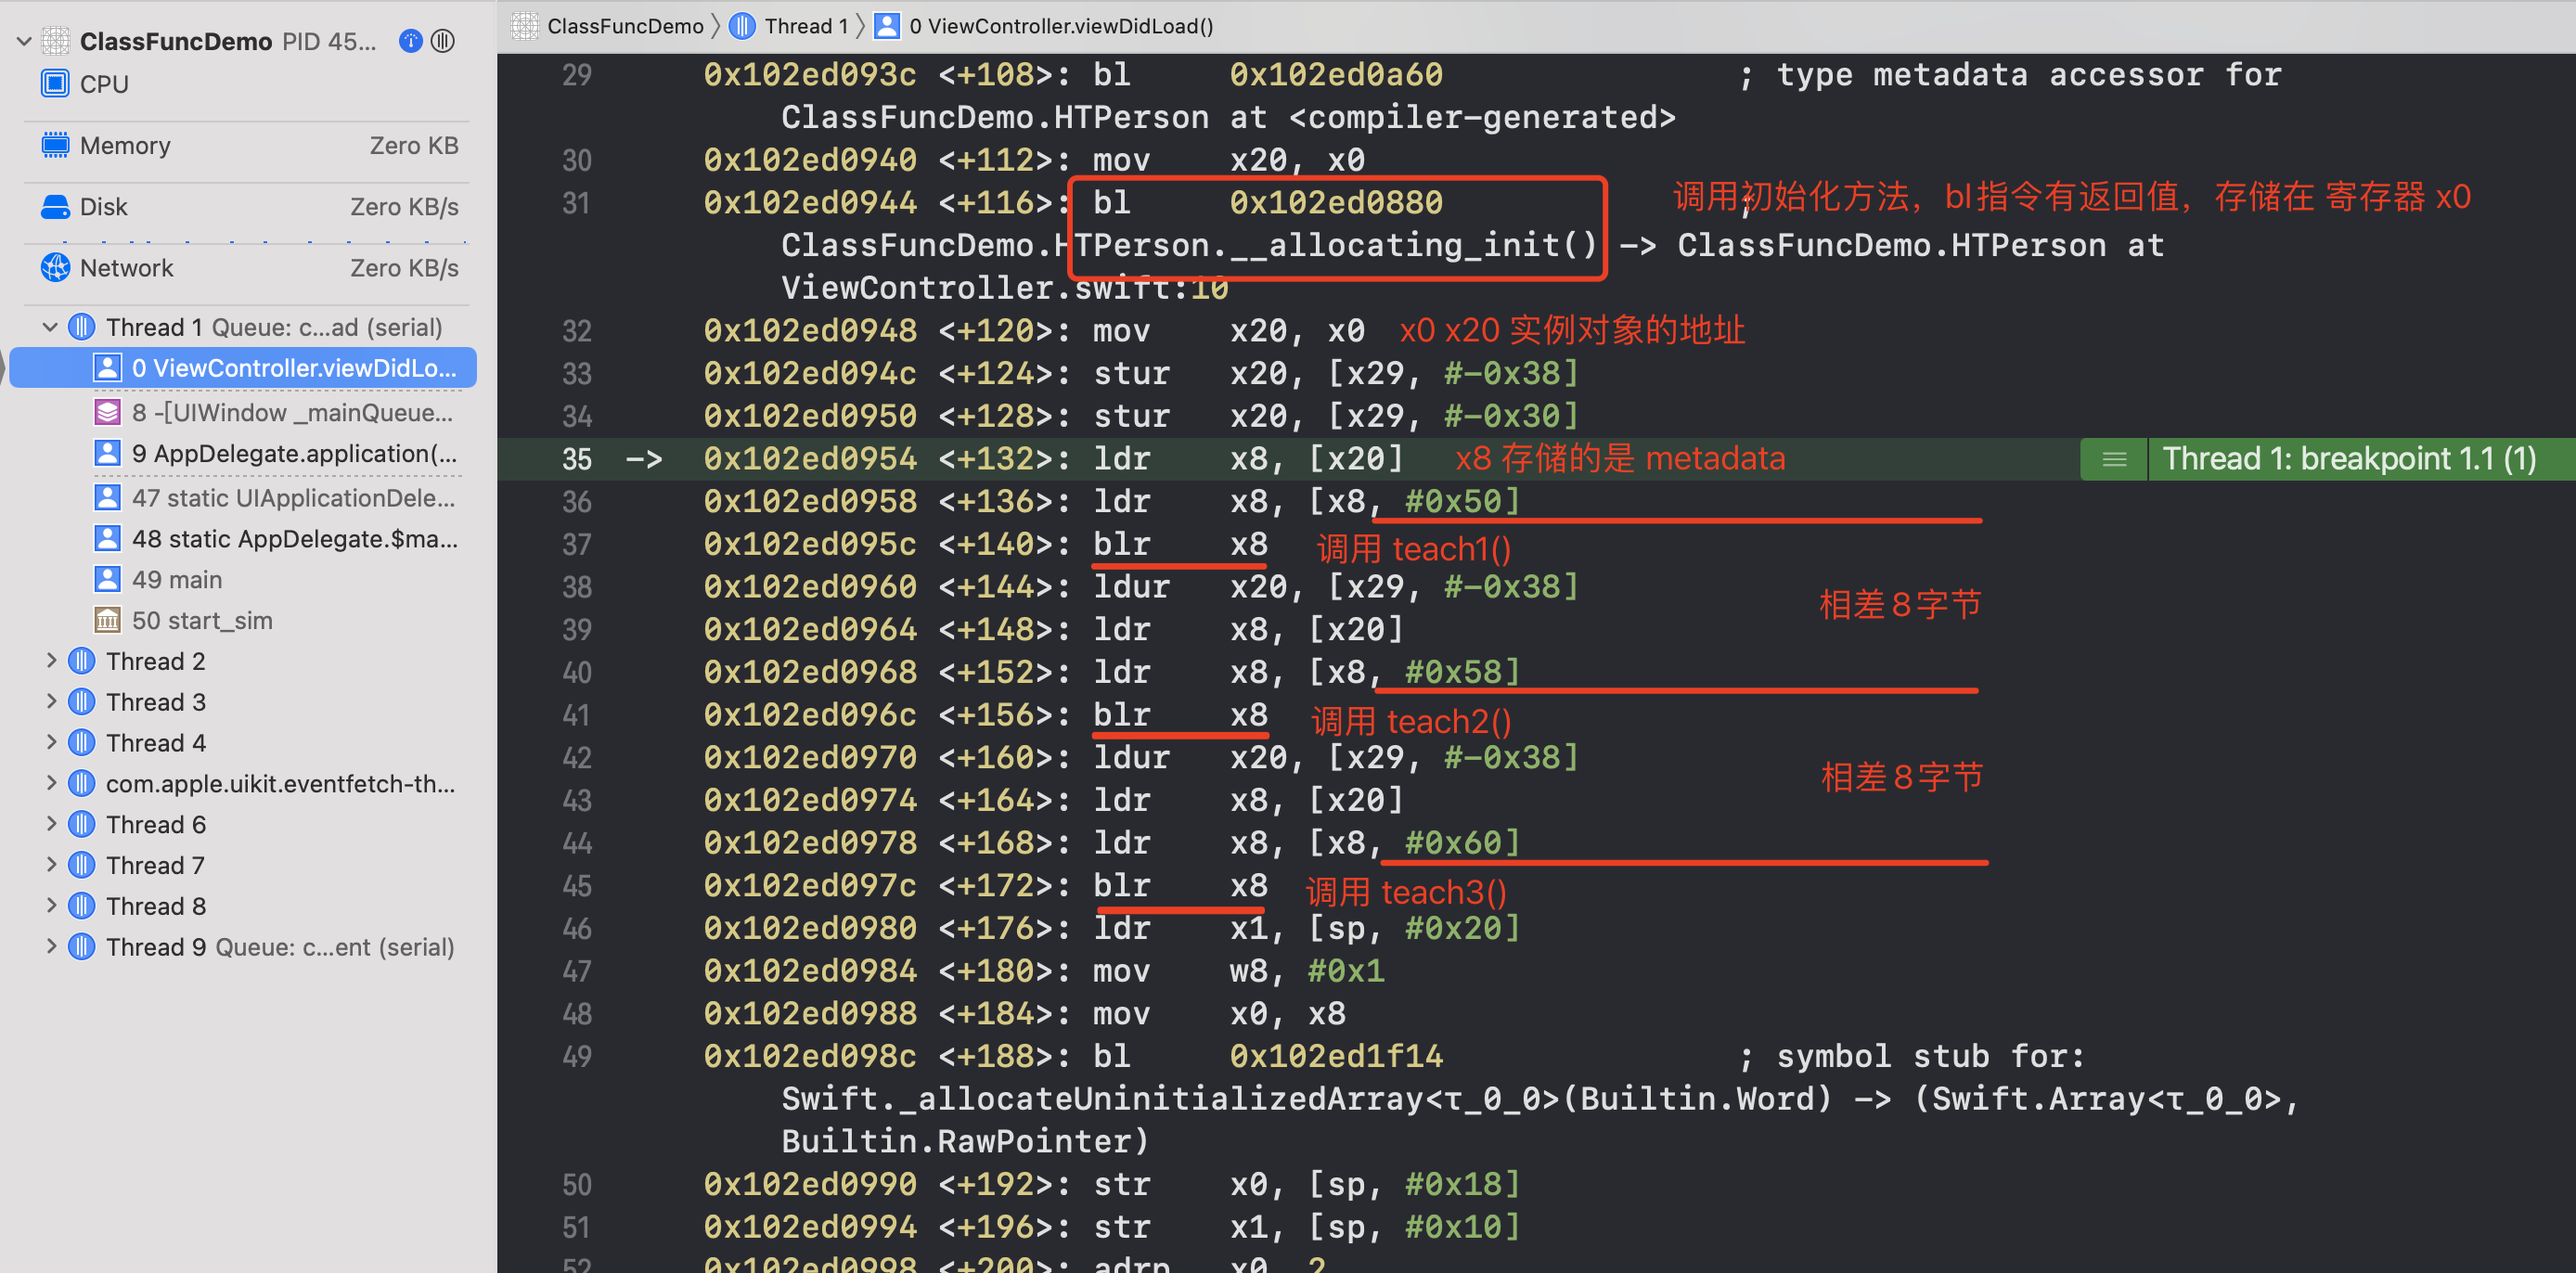 ClassFuncDemo PID 45...
CPU
Memory Zero KB
Disk Zero KB/s
Network Zero KB/s
Thread 1 Queue: c...ad (serial)
0 ViewController.viewDidLo...
8 -[UIWindow _mainQueue...
9 AppDelegate.application(...
47 static UIApplicationDele...
48 static AppDelegate.$ma...
49 main
50 start_sim
Thread 2
Thread 3
Thread 4
com.apple.uikit.eventfetch-th...
Thread 6
Thread 7
Thread 8
Thread 9 Queue: c...ent (serial)
ClassFuncDemo Thread 1 0 ViewController.viewDidLoad()
29 0x102ed093c <+108>: bl 0x102ed0a60 ; type metadata accessor for
ClassFuncDemo.HTPerson at <compiler-generated>
30 0x102ed0940 <+112>: mov x20, x0
31 0x102ed0944 <+116>: bl 0x102ed0880 ; 调用初始化方法，bl指令有返回值，存储在 寄存器 x0
ClassFuncDemo.HTPerson.__allocating_init() -> ClassFuncDemo.HTPerson at
ViewController.swift:10
32 0x102ed0948 <+120>: mov x20, x0 x0 x20 实例对象的地址
33 0x102ed094c <+124>: stur x20, [x29, #-0x38]
34 0x102ed0950 <+128>: stur x20, [x29, #-0x30]
35 -> 0x102ed0954 <+132>: ldr x8, [x20] x8 存储的是 metadata Thread 1: breakpoint 1.1 (1)
36 0x102ed0958 <+136>: ldr x8, [x8, #0x50]
37 0x102ed095c <+140>: blr x8 调用 teach1()
38 0x102ed0960 <+144>: ldur x20, [x29, #-0x38] 相差8字节
39 0x102ed0964 <+148>: ldr x8, [x20]
40 0x102ed0968 <+152>: ldr x8, [x8, #0x58]
41 0x102ed096c <+156>: blr x8 调用 teach2()
42 0x102ed0970 <+160>: ldur x20, [x29, #-0x38] 相差8字节
43 0x102ed0974 <+164>: ldr x8, [x20]
44 0x102ed0978 <+168>: ldr x8, [x8, #0x60]
45 0x102ed097c <+172>: blr x8 调用 teach3()
46 0x102ed0980 <+176>: ldr x1, [sp, #0x20]
47 0x102ed0984 <+180>: mov w8, #0x1
48 0x102ed0988 <+184>: mov x0, x8
49 0x102ed098c <+188>: bl 0x102ed1f14 ; symbol stub for:
Swift._allocateUninitializedArray<τ_0_0>(Builtin.Word) -> (Swift.Array<τ_0_0>,
Builtin.RawPointer)
50 0x102ed0990 <+192>: str x0, [sp, #0x18]
51 0x102ed0994 <+196>: str x1, [sp, #0x10]
52 0x102ed0998 <+200>: adrp x0, 2